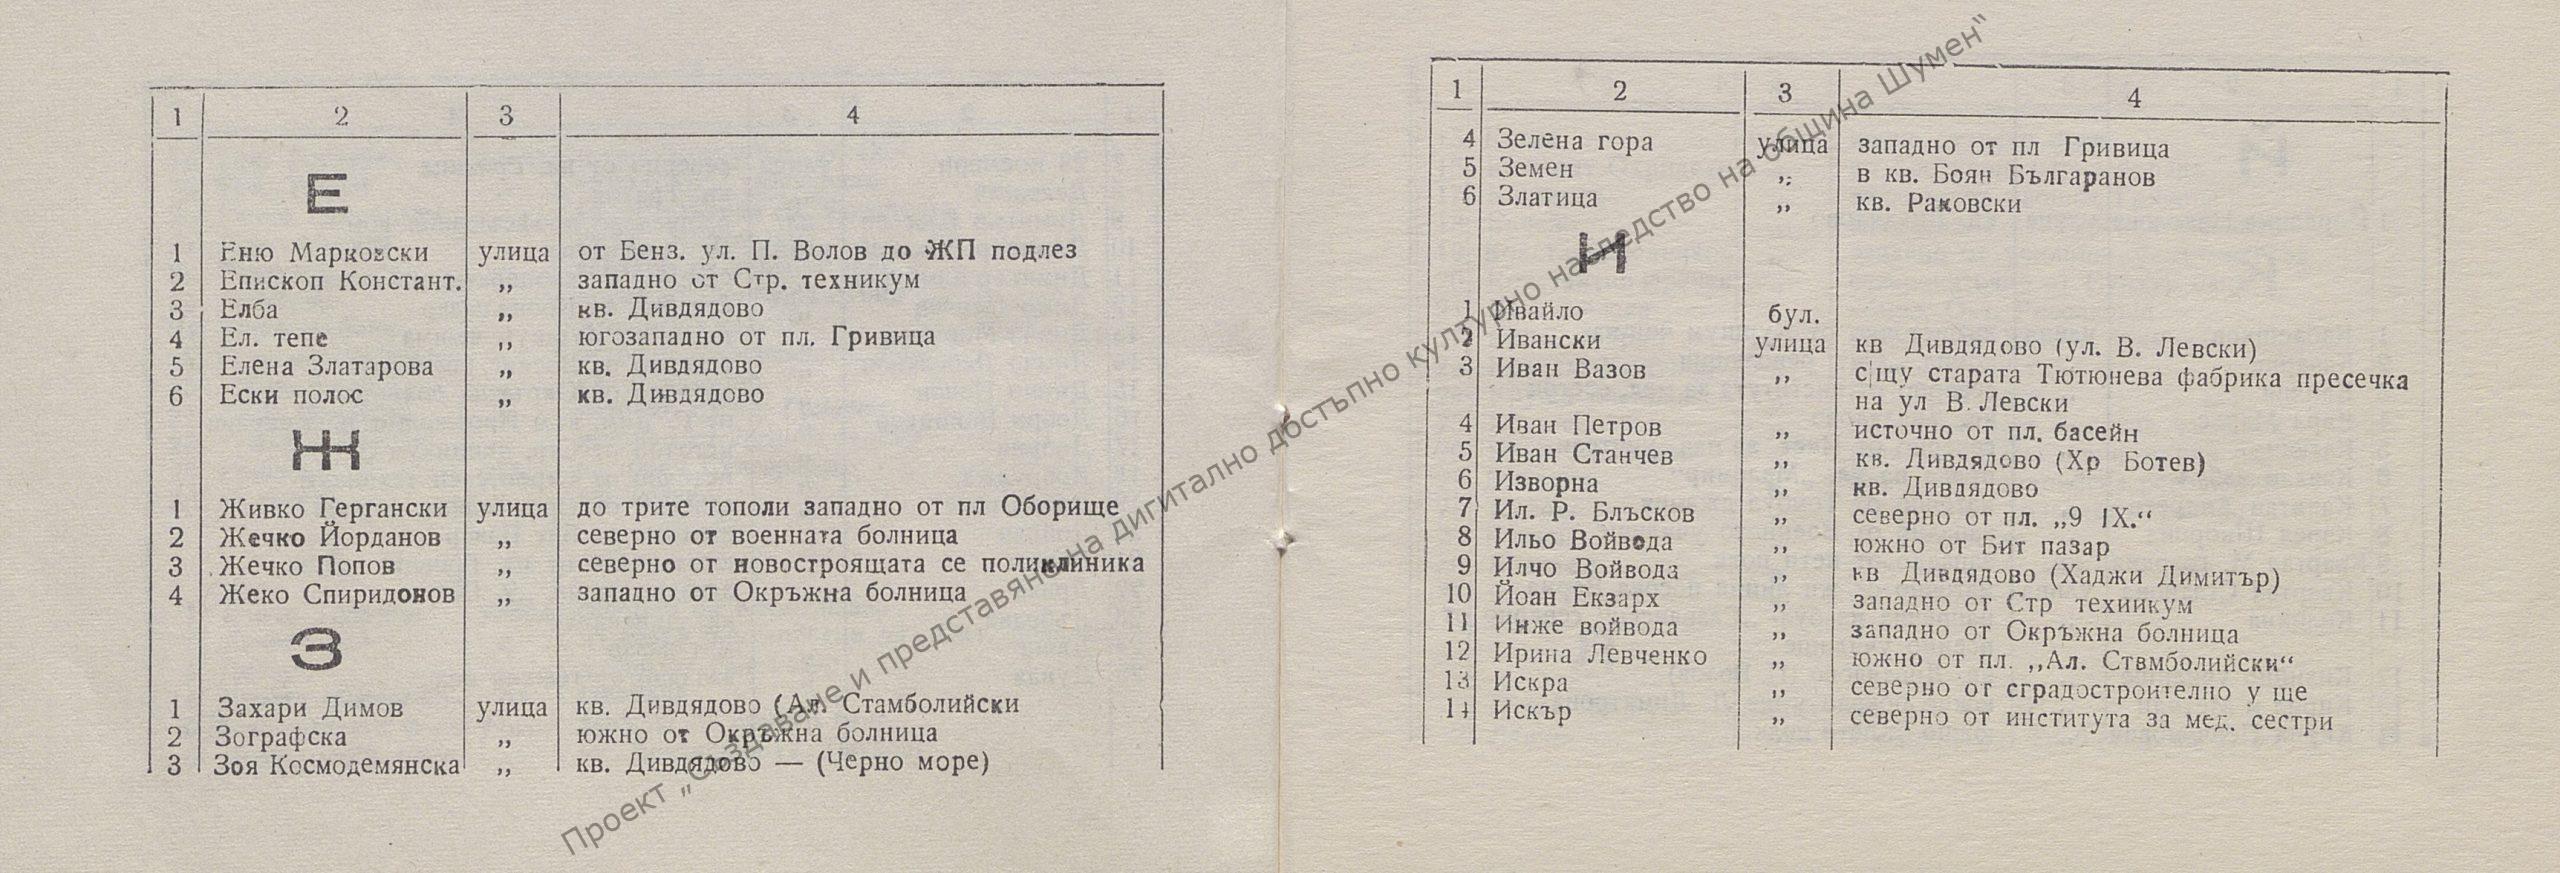 1 2 3 4
Е
1 Еню Марковски улица от Бенз. ул. П. Волов до ЖП подлез
2 Епископ Констант. „ западно от Стр. техникум
3 Елба „ кв. Дивдядово
4 Ел. тепе „ югозападно от пл. Гривица
5 Елена Златарова „ кв. Дивдядово
6 Ески полос „ кв. Дивдядово
Ж
1 Живко Гергански улица до трите тополи западно от пл Оборище
2 Жечко Йорданов „ северно от военната болница
3 Жечко Попов „ северно от новостроящата се поликлиника
4 Жеко Спиридонов „ западно от Окръжна болница
З
1 Захари Димов улица кв. Дивдядово (Ал. Стамболийски
2 Зографска „ южно от Окръжна болница
3 Зоя Космодемянска „ кв. Дивдядово — (Черно море)
1 2 3 4
4 Зелена гора улица западно от пл Гривица
5 Земен „ в кв. Боян Българанов
6 Златица „ кв. Раковски
И
1 Ивайло бул.
2 Ивански улица кв Дивдядово (ул. В. Левски)
3 Иван Вазов „ с|щу старата Тютюнева фабрика пресечка
на ул В. Левски
4 Иван Петров „ источно от пл. басейн
5 Иван Станчев „ кв. Дивдядово (Хр Ботев)
6 Изворна „ кв. Дивдядово
7 Ил. Р. Блъсков „ северно от пл. „9 IX.“
8 Ильо Войвода „ южно от Бит пазар
9 Илчо Войвода „ кв Дивдядово (Хаджи Димитър)
10 Йоан Екзарх „ западно от Стр техникум
11 Инже войвода „ западно от Окръжна болница
12 Ирина Левченко „ южно от пл. „Ал. Ствмболийски“
13 Искра „ северно от сградостроително у ще
14 Искър „ северно от института за мед. сестри
Проект „Създаване и представяне на дигитално достъпно културно наследство на община Шумен“